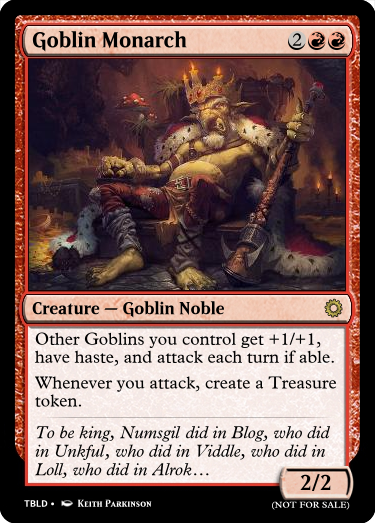 Goblin Monarch 2
Creature — Goblin Noble
Other Goblins you control get +1/+1,
have haste, and attack each turn if able.
Whenever you attack, create a Treasure
token.
To be king, Numsgil did in Blog, who did
in Unkful, who did in Viddle, who did in
Loll, who did in Alrok…
2/2
TBLD • Keith Parkinson
(NOT FOR SALE)